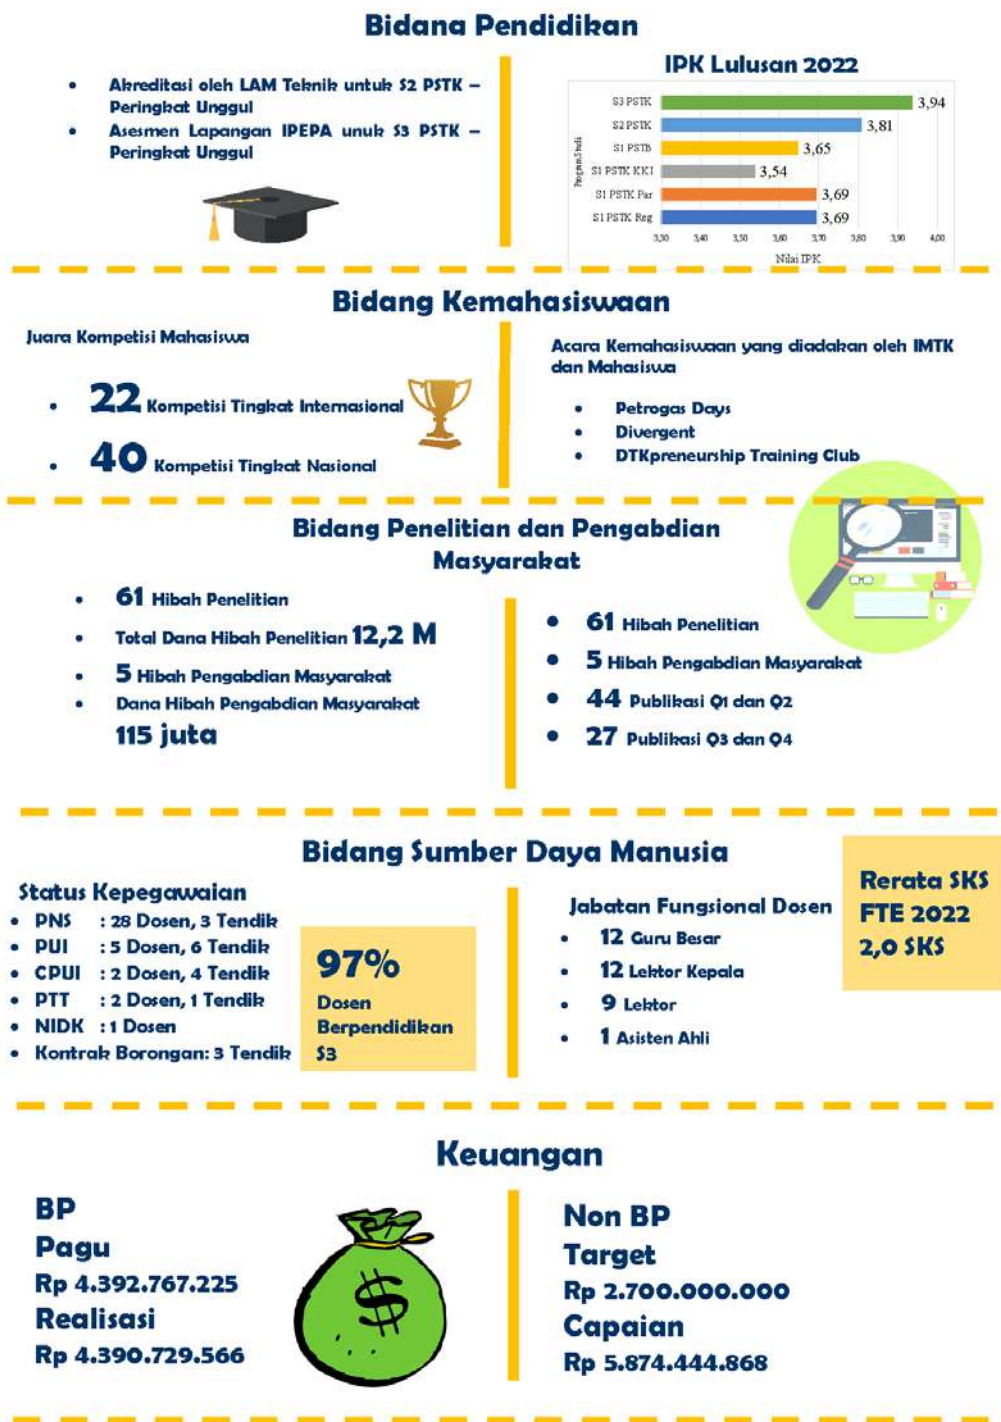 Bidana Pendidikan
• Akreditasi oleh LAM Teknik untuk S2 PSTK –
Peringkat Unggul
• Asesmen Lapangan IPEPA unuk S3 PSTK –
Peringkat Unggul
IPK Lulusan 2022
Program Studi
S3 PSTK 3,94
S2 PSTK 3,81
S1 PSTB 3,65
S1 PSTK KKI 3,54
S1 PSTK Par 3,69
S1 PSTK Reg 3,69
3,30 3,40 3,50 3,60 3,70 3,80 3,90 4,00
Nilai IPK
Bidang Kemahasiswaan
Juara Kompetisi Mahasiswa
• 22 Kompetisi Tingkat Internasional
• 40 Kompetisi Tingkat Nasional
Acara Kemahasiswaan yang diadakan oleh IMTK
dan Mahasiswa
• Petrogas Days
• Divergent
• DTKpreneurship Training Club
Bidang Penelitian dan Pengabdian
Masyarakat
• 61 Hibah Penelitian
• Total Dana Hibah Penelitian 12,2 M
• 5 Hibah Pengabdian Masyarakat
• Dana Hibah Pengabdian Masyarakat
115 juta
• 61 Hibah Penelitian
• 5 Hibah Pengabdian Masyarakat
• 44 Publikasi Q1 dan Q2
• 27 Publikasi Q3 dan Q4
Bidang Sumber Daya Manusia
Status Kepegawaian
• PNS : 28 Dosen, 3 Tendik
• PUI : 5 Dosen, 6 Tendik
• CPUI : 2 Dosen, 4 Tendik
• PTT : 2 Dosen, 1 Tendik
• NIDK : 1 Dosen
• Kontrak Borongan: 3 Tendik
97%
Dosen
Berpendidikan
S3
Jabatan Fungsional Dosen
• 12 Guru Besar
• 12 Lektor Kepala
• 9 Lektor
• 1 Asisten Ahli
Rerata SKS
FTE 2022
2,0 SKS
Keuangan
BP
Pagu
Rp 4.392.767.225
Realisasi
Rp 4.390.729.566
$
Non BP
Target
Rp 2.700.000.000
Capaian
Rp 5.874.444.868